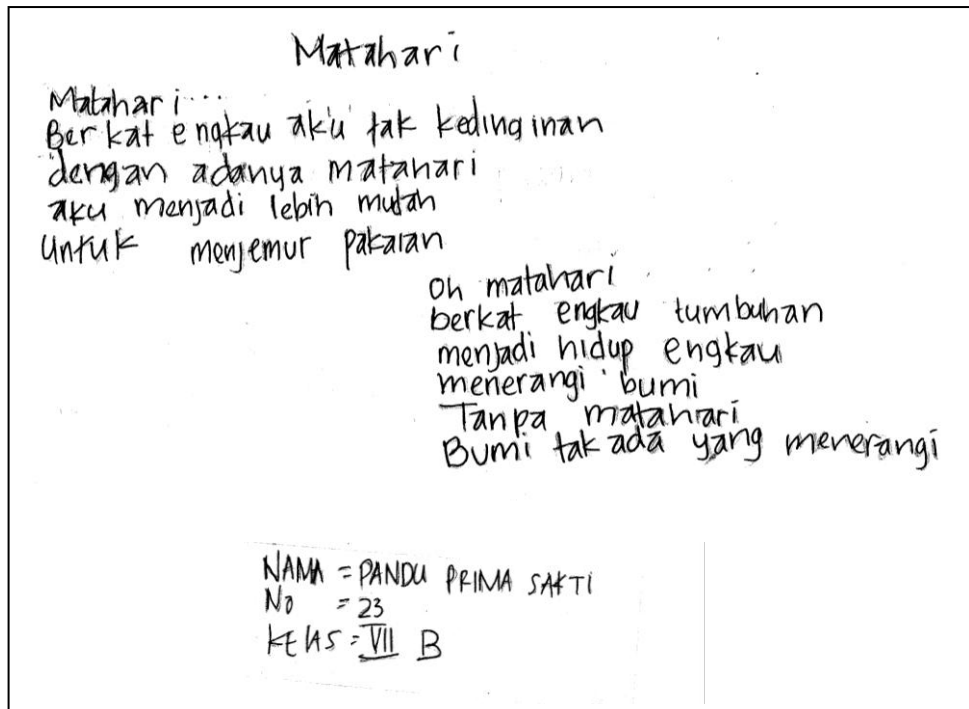 Matahari
Matahari...
Berkat engkau aku tak kedinginan
dengan adanya matahari
aku menjadi lebih mudah
Untuk menjemur pakaian
Oh matahari
berkat engkau tumbuhan
menjadi hidup engkau
menerangi bumi
Tanpa matahari
Bumi tak ada yang menerangi
NAMA = PANDU PRIMA SAKTI
No = 23
KELAS = VII B